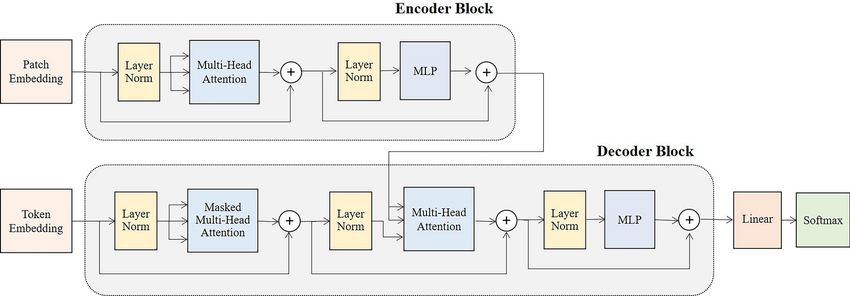 Encoder Block
Patch
Embedding
Layer
Norm
Multi-Head
Attention
+
Layer
Norm
MLP
+
Decoder Block
Token
Embedding
Layer
Norm
Masked
Multi-Head
Attention
+
Layer
Norm
Multi-Head
Attention
+
Layer
Norm
MLP
+
Linear
Softmax